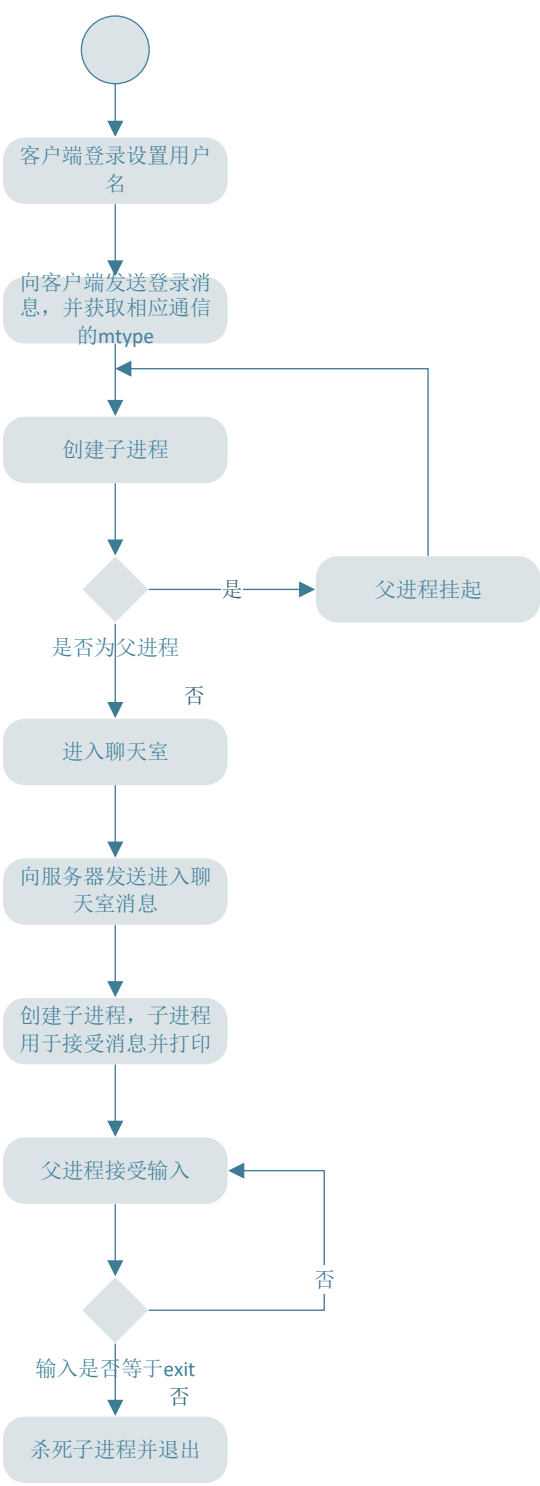 客户端登录设置用户
名
向客户端发送登录消
息，并获取相应通信
的mtype
创建子进程
是
父进程挂起
是否为父进程
否
进入聊天室
向服务器发送进入聊
天室消息
创建子进程，子进程
用于接受消息并打印
父进程接受输入
否
输入是否等于exit
否
杀死子进程并退出